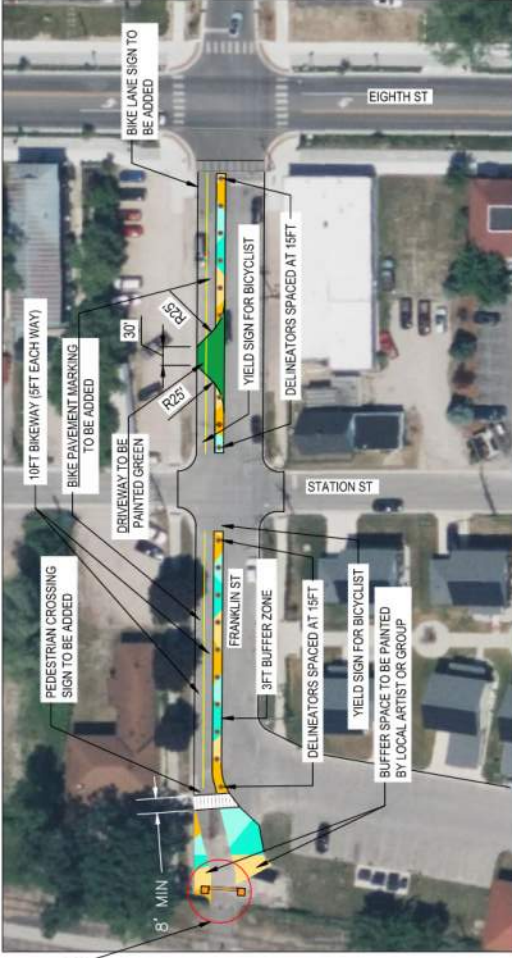 BIKE LANE SIGN TO
BE ADDED
EIGHTH ST
30'
R25'
R25'
YIELD SIGN FOR BICYCLIST
DELINEATORS SPACED AT 15FT
10FT BIKEWAY (5FT EACH WAY)
BIKE PAVEMENT MARKING
TO BE ADDED
DRIVEWAY TO BE
PAINTED GREEN
STATION ST
PEDESTRIAN CROSSING
SIGN TO BE ADDED
FRANKLIN ST
3FT BUFFER ZONE
DELINEATORS SPACED AT 15FT
YIELD SIGN FOR BICYCLIST
BUFFER SPACE TO BE PAINTED
BY LOCAL ARTIST OR GROUP
8' MIN